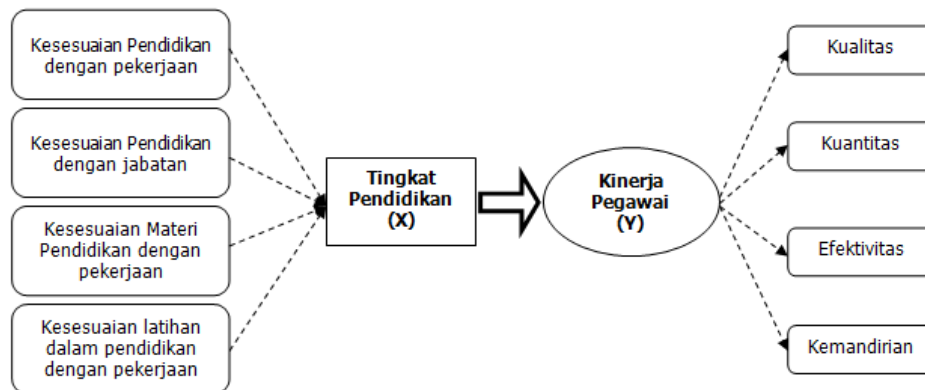 Kesesuaian Pendidikan
dengan pekerjaan
Kesesuaian Pendidikan
dengan jabatan
Kesesuaian Materi
Pendidikan dengan
pekerjaan
Kesesuaian latihan
dalam pendidikan
dengan pekerjaan
Tingkat
Pendidikan
(X)
Kinerja
Pegawai
(Y)
Kualitas
Kuantitas
Efektivitas
Kemandirian